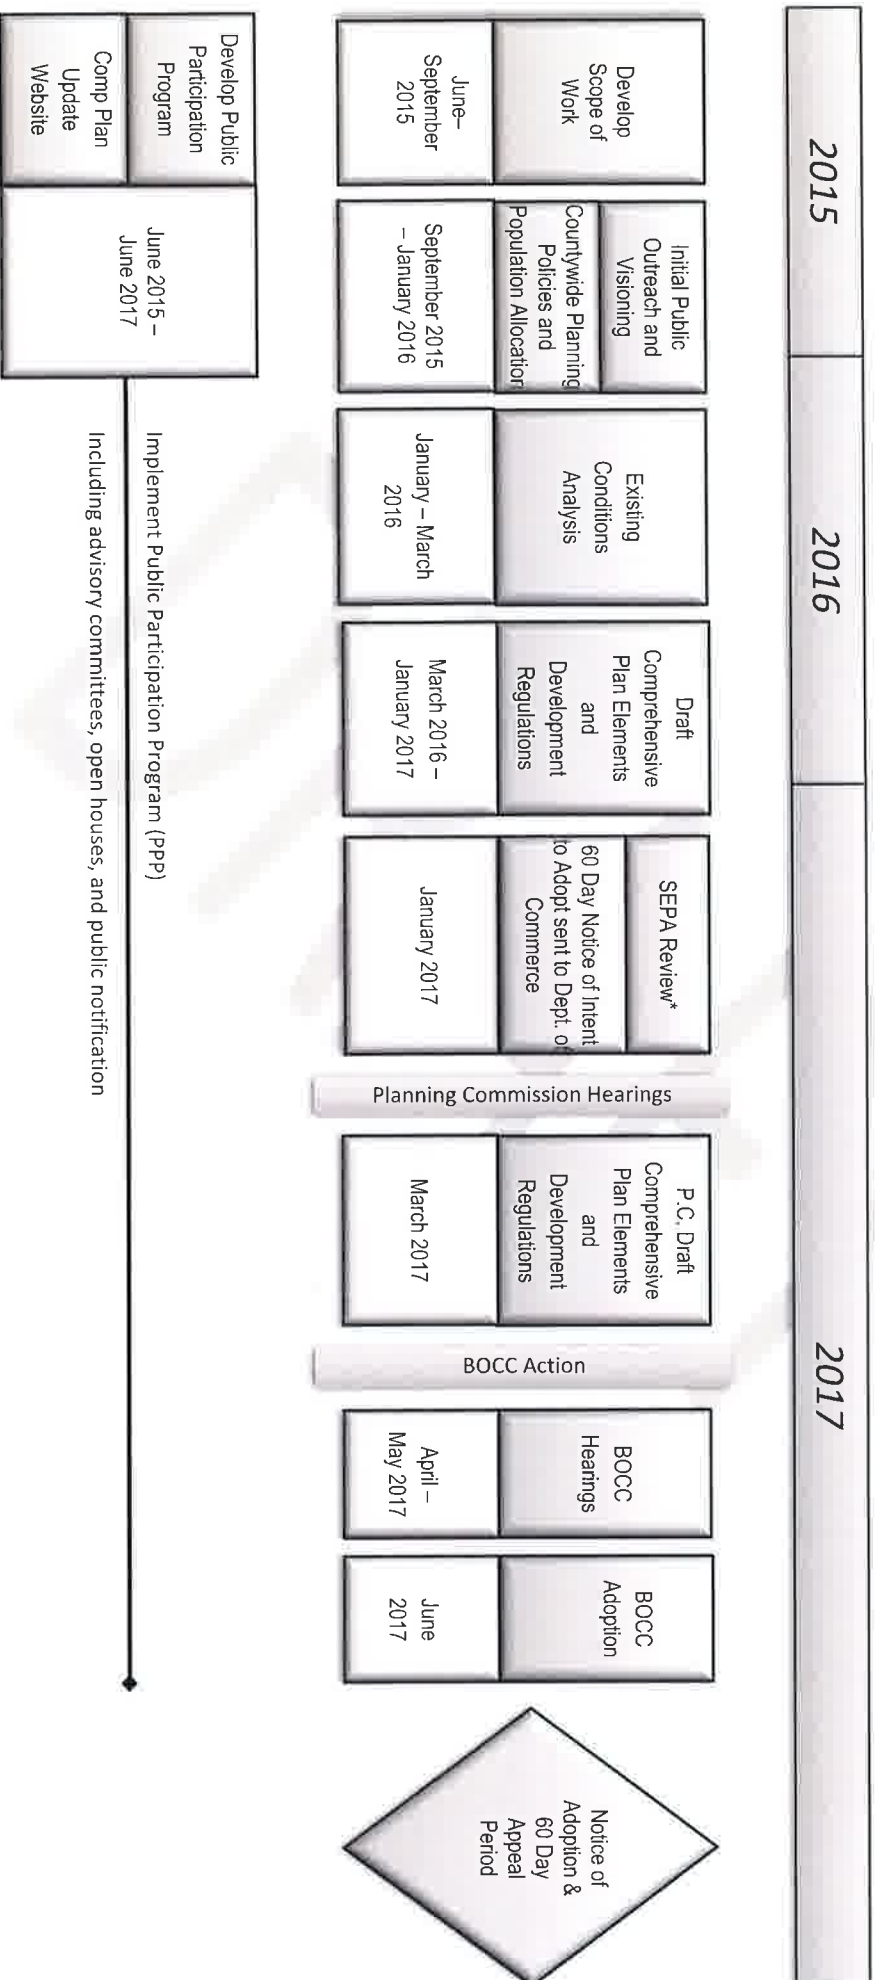 2015
2016
2017
Develop
Scope of
Work
June–
September
2015
Initial Public
Outreach and
Visioning
Countywide Planning
Policies and
Population Allocation
September 2015
– January 2016
Existing
Conditions
Analysis
January – March
2016
Draft
Comprehensive
Plan Elements
and
Development
Regulations
March 2016 –
January 2017
SEPA Review*
60 Day Notice of Intent
to Adopt sent to Dept. of
Commerce
January 2017
Planning Commission Hearings
P.C. Draft
Comprehensive
Plan Elements
and
Development
Regulations
March 2017
BOCC Action
BOCC
Hearings
April –
May 2017
BOCC
Adoption
June
2017
Notice of
Adoption &
60 Day
Appeal
Period
Develop Public
Participation
Program
Comp Plan
Update
Website
June 2015 –
June 2017
Implement Public Participation Program (PPP)
Including advisory committees, open houses, and public notification